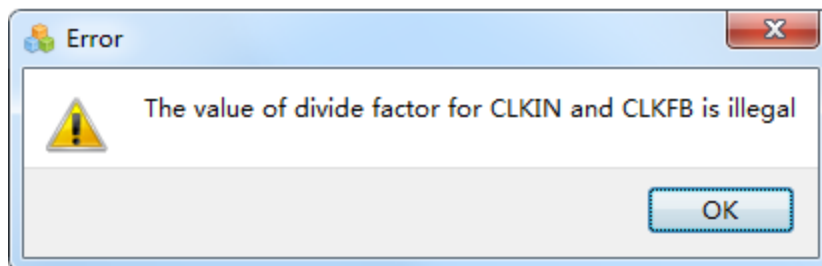 Error
The value of divide factor for CLKIN and CLKFB is illegal
OK